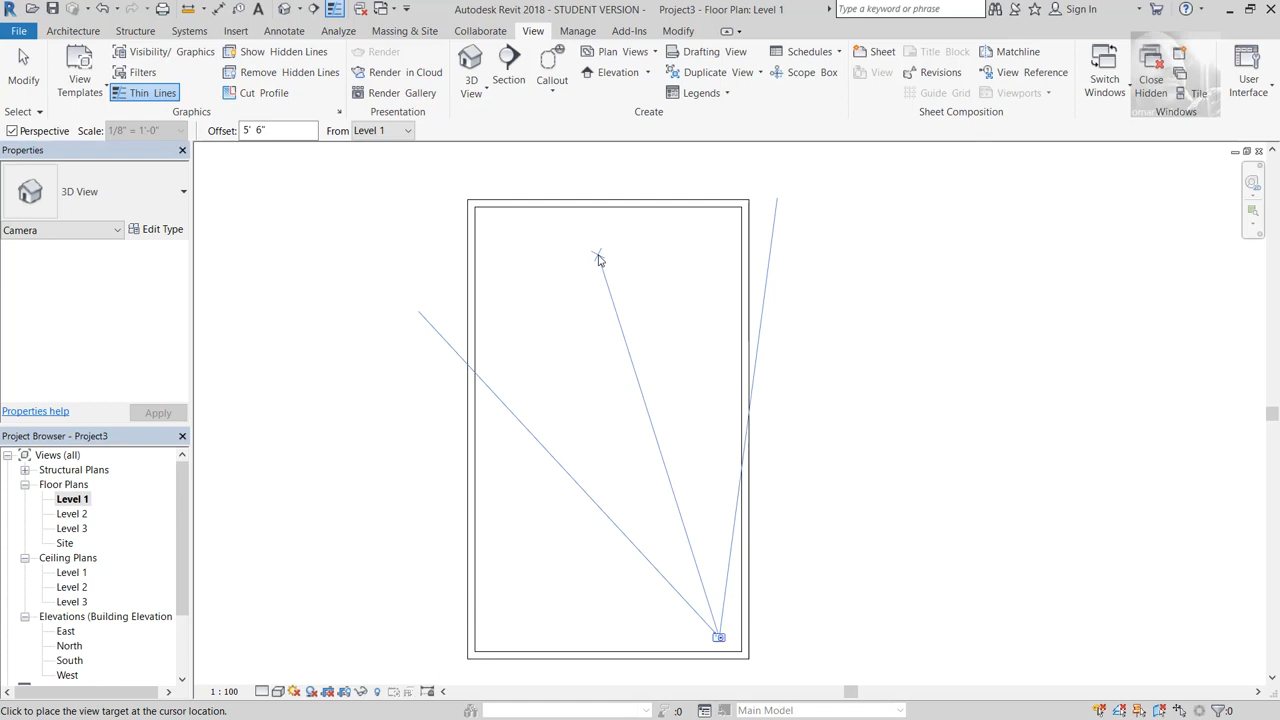 Autodesk Revit 2018 - STUDENT VERSION - Project3 - Floor Plan: Level 1
Type a keyword or phrase
Sign In
File Architecture Structure Systems Insert Annotate Analyze Massing & Site Collaborate View Manage Add-Ins Modify
Modify
View Templates
Visibility/ Graphics
Filters
Thin Lines
Show Hidden Lines
Remove Hidden Lines
Cut Profile
Render
Render in Cloud
Render Gallery
3D View
Section
Callout
Plan Views
Elevation
Drafting View
Duplicate View
Legends
Schedules
Scope Box
Sheet
View
Title Block
Revisions
Guide Grid
Matchline
View Reference
Viewports
Switch Windows
Close Hidden
Tile
User Interface
Select Graphics Presentation Create Sheet Composition Windows
Perspective Scale: 1/8" = 1'-0" Offset: 5' 6" From Level 1
Properties
3D View
Camera Edit Type
Properties help Apply
Project Browser - Project3
Views (all)
Structural Plans
Floor Plans
Level 1
Level 2
Level 3
Site
Ceiling Plans
Level 1
Level 2
Level 3
Elevations (Building Elevation
East
North
South
West
1 : 100
Click to place the view target at the cursor location.
:0
Main Model
:0